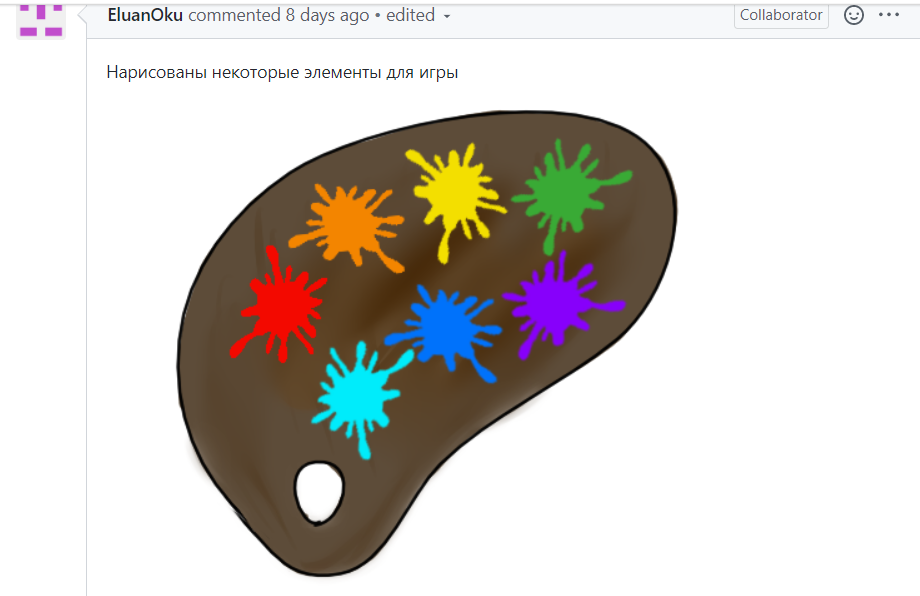 EluanOku commented 8 days ago • edited
Collaborator
Нарисованы некоторые элементы для игры